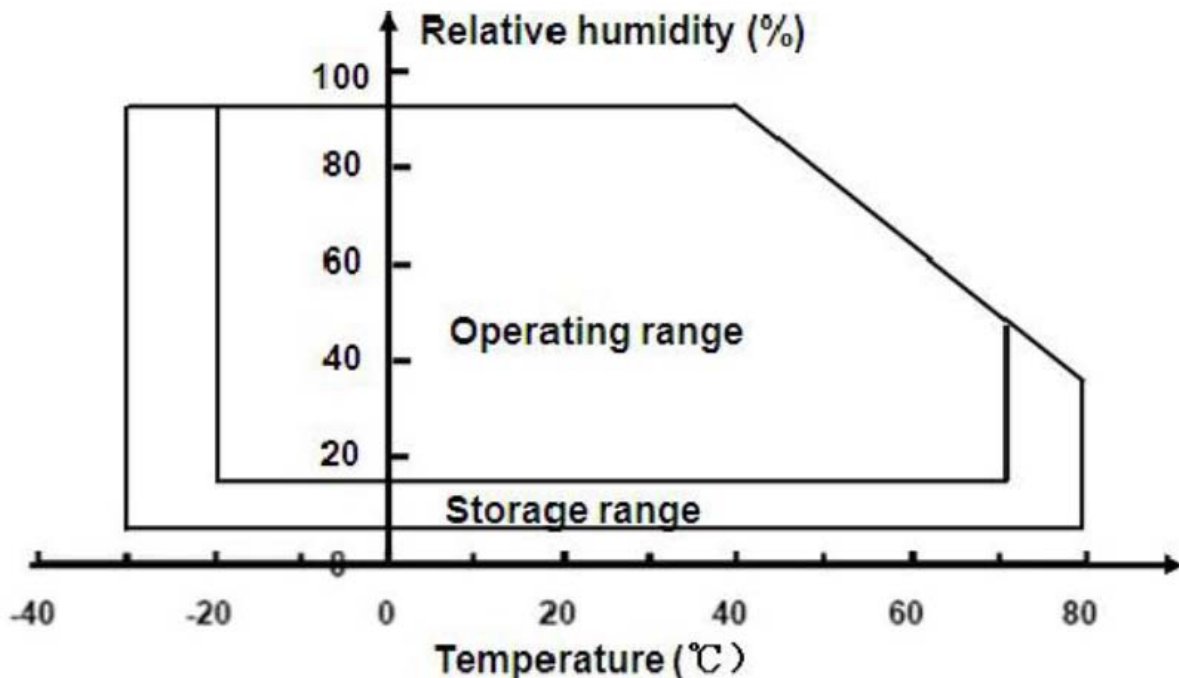 Relative humidity (%)
100
80
60
Operating range
40
20
Storage range
0
-40 -20 0 20 40 60 80
Temperature (℃)